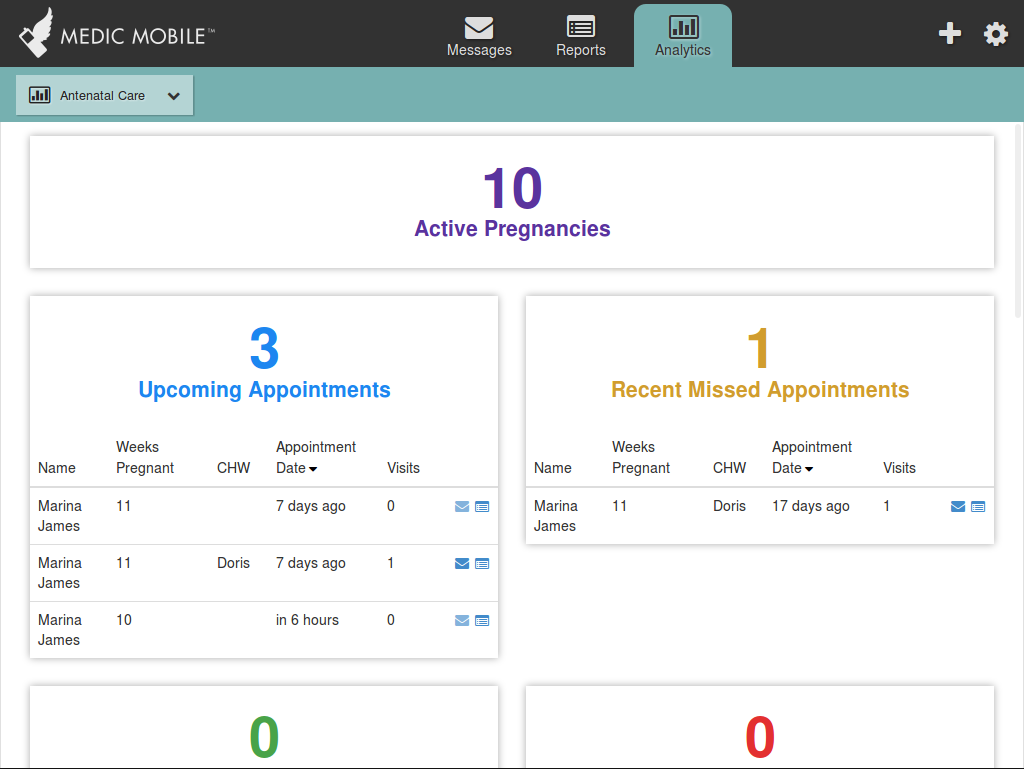 MEDIC MOBILE™
Messages
Reports
Analytics
Antenatal Care
10
Active Pregnancies
3
Upcoming Appointments
Name Weeks Pregnant CHW Appointment Date Visits
Marina James 11 7 days ago 0
Marina James 11 Doris 7 days ago 1
Marina James 10 in 6 hours 0
1
Recent Missed Appointments
Name Weeks Pregnant CHW Appointment Date Visits
Marina James 11 Doris 17 days ago 1
0
0